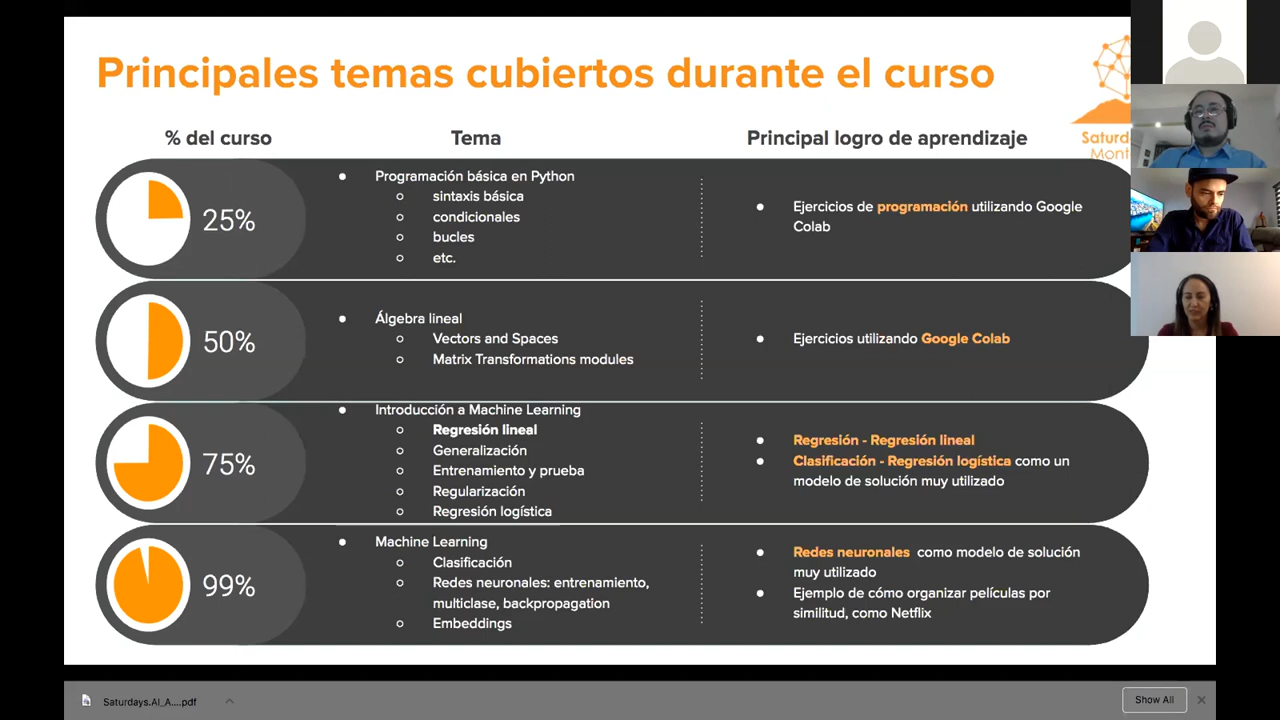 Principales temas cubiertos durante el curso
% del curso
Tema
Principal logro de aprendizaje
25%
Programación básica en Python
sintaxis básica
condicionales
bucles
etc.
Ejercicios de programación utilizando Google
Colab
50%
Álgebra lineal
Vectors and Spaces
Matrix Transformations modules
Ejercicios utilizando Google Colab
75%
Introducción a Machine Learning
Regresión lineal
Generalización
Entrenamiento y prueba
Regularización
Regresión logística
Regresión - Regresión lineal
Clasificación - Regresión logística como un
modelo de solución muy utilizado
99%
Machine Learning
Clasificación
Redes neuronales: entrenamiento,
multiclase, backpropagation
Embeddings
Redes neuronales como modelo de solución
muy utilizado
Ejemplo de cómo organizar películas por
similitud, como Netflix
Saturdays.AI_A....pdf
Show All